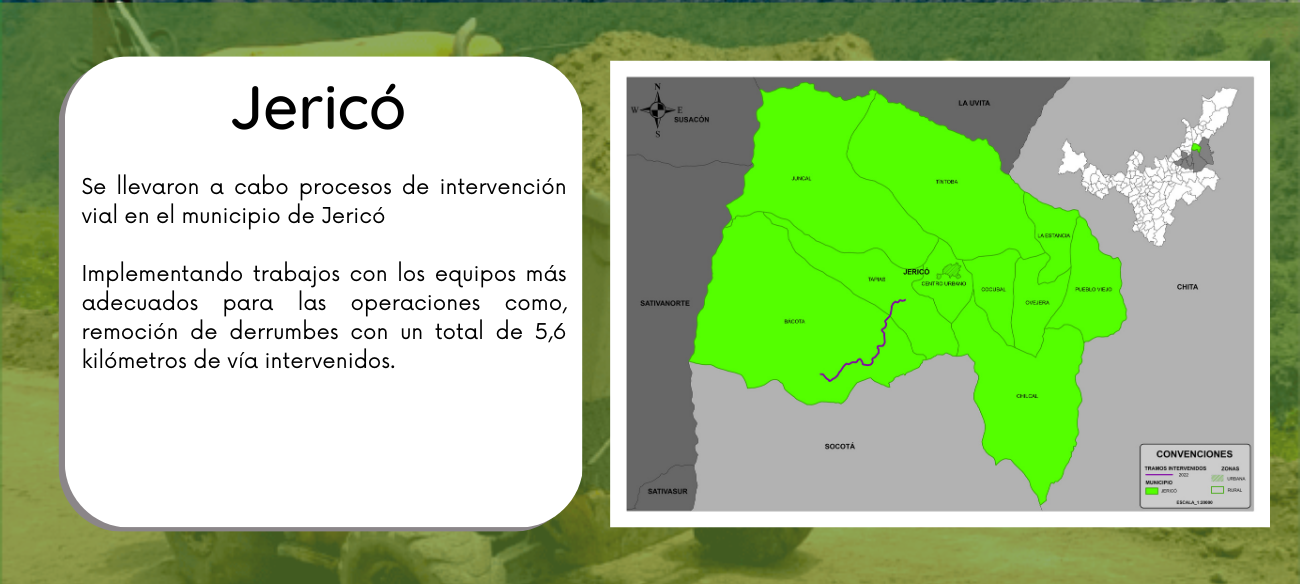 Jericó
Se llevaron a cabo procesos de intervención
vial en el municipio de Jericó
Implementando trabajos con los equipos más
adecuados para las operaciones como,
remoción de derrumbes con un total de 5,6
kilómetros de vía intervenidos.
N
W E
S
SUSACÓN
LA UVITA
JUNCAL
TINTOBA
LA ESTANCIA
TAPIAS
JERICÓ
CENTRO URBANO
COCUBAL
OVEJERA
PUEBLO VIEJO
CHITA
SATIVANORTE
BACOTA
CHILCAL
SOCOTÁ
SATIVASUR
CONVENCIONES
TRAMOS INTERVENIDOS
2022
MUNICIPIO
JERICÓ
ZONAS
URBANA
RURAL